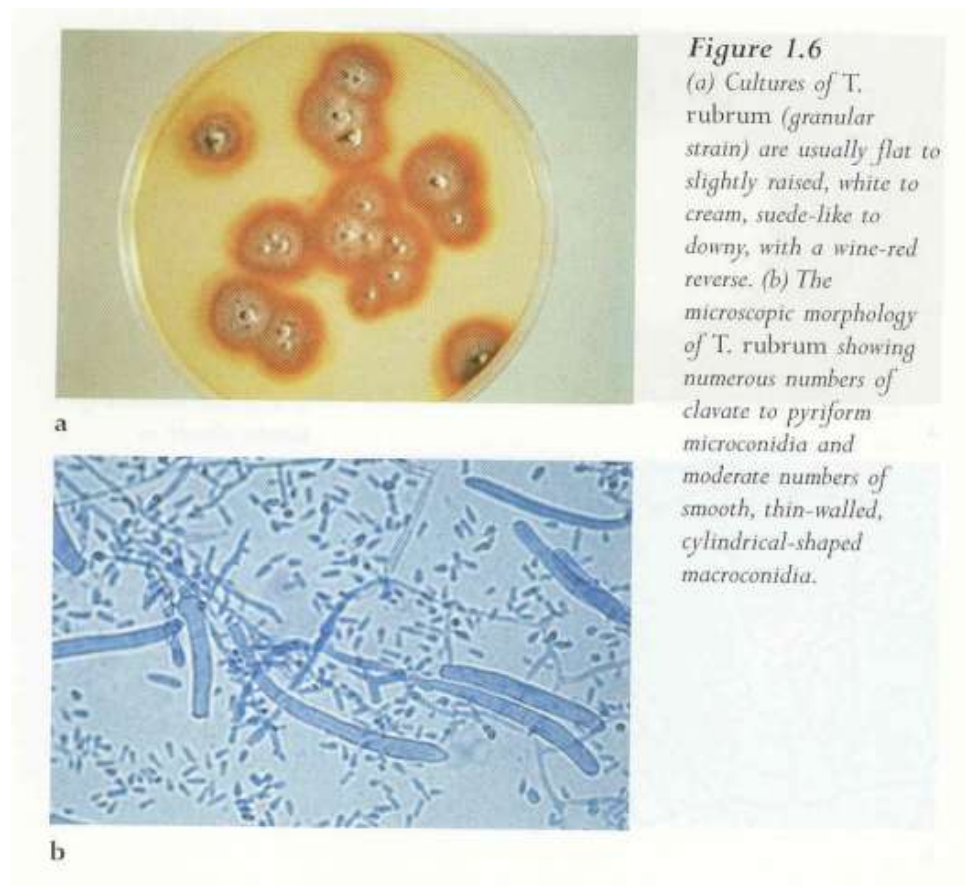 Figure 1.6
(a) Cultures of T.
rubrum (granular
strain) are usually flat to
slightly raised, white to
cream, suede-like to
downy, with a wine-red
reverse. (b) The
microscopic morphology
of T. rubrum showing
numerous numbers of
clavate to pyriform
microconidia and
moderate numbers of
smooth, thin-walled,
cylindrical-shaped
macroconidia.
a
b